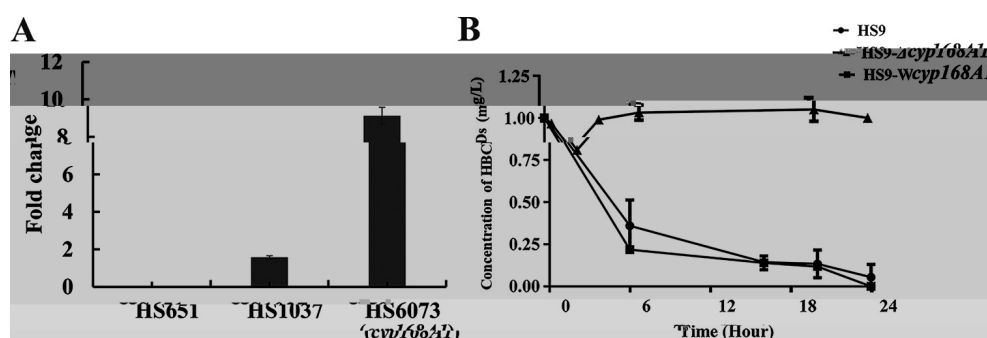 A
B
HS9
HS9-Δcyp168A1
HS9-Wcyp168A1
12
10
8
6
4
2
0
Fold change
HS651
HS1037
HS6073
(cyp168A1)
1.25
1.00
0.75
0.50
0.25
0.00
Concentration of HBCDs (mg/L)
0
6
12
18
24
Time (Hour)